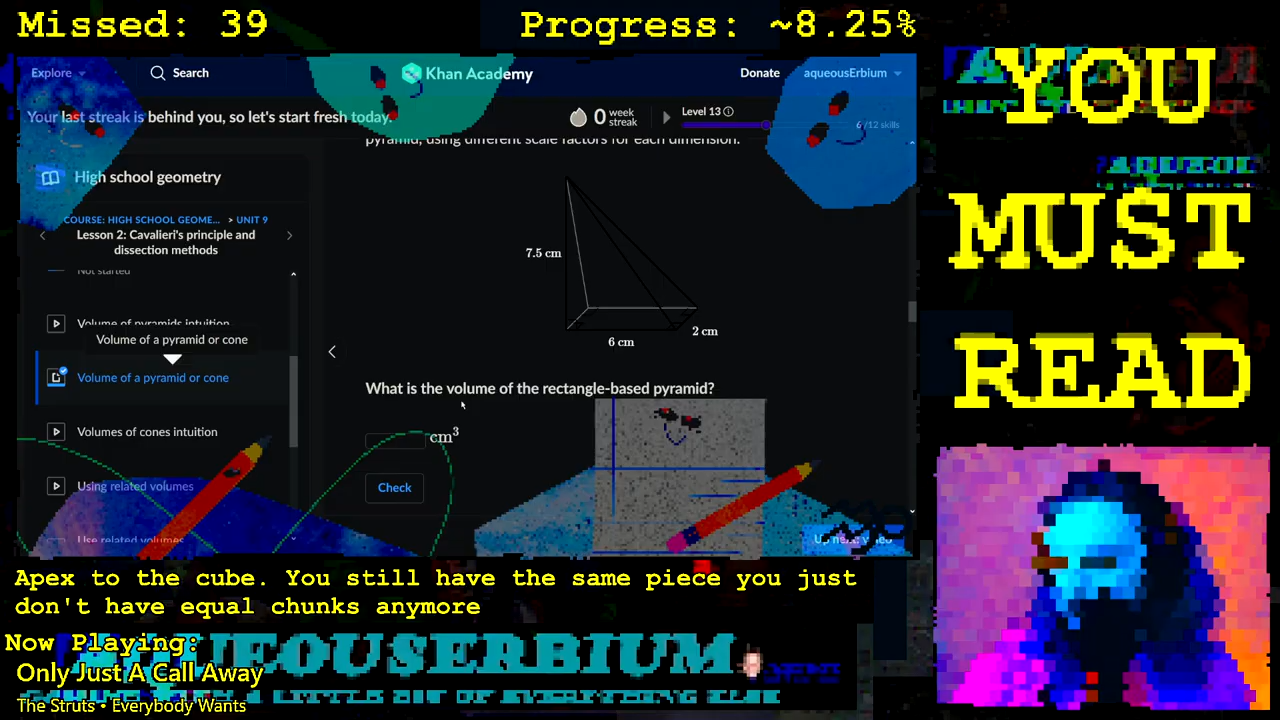 Missed: 39
Progress: ~8.25%
YOU
MUST
READ
Explore
Search
Khan Academy
Donate
aqueousErbium
Your last streak is behind you, so let's start fresh today.
0 week streak
Level 13
6 /12 skills
pyramid, using different scale factors for each dimension.
High school geometry
COURSE: HIGH SCHOOL GEOME... > UNIT 9
Lesson 2: Cavalieri's principle and
dissection methods
Not started
Volume of pyramids intuition
Volume of a pyramid or cone
Volume of a pyramid or cone
Volumes of cones intuition
Using related volumes
Use related volumes
7.5 cm
2 cm
6 cm
What is the volume of the rectangle-based pyramid?
cm³
Check
Up next: video
Apex to the cube. You still have the same piece you just
don't have equal chunks anymore
Now Playing:
AQUEOUSERBIUM
Only Just A Call Away
The Struts • Everybody Wants